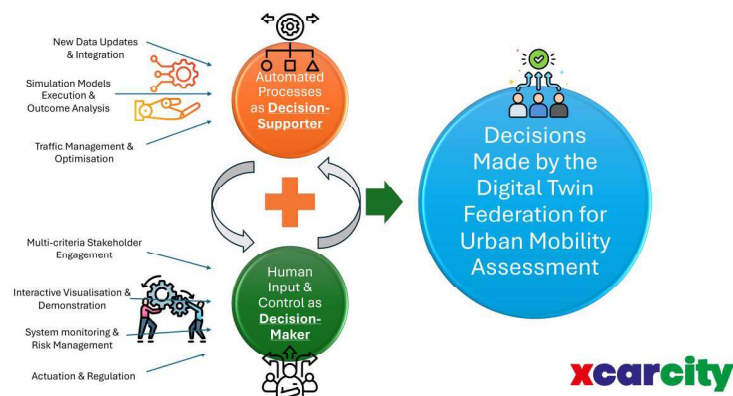 New Data Updates
& Integration
Simulation Models
Execution &
Outcome Analysis
Traffic Management &
Optimisation
Automated
Processes
as Decision-
Supporter
Multi-criteria Stakeholder
Engagement
Interactive Visualisation &
Demonstration
System monitoring &
Risk Management
Actuation & Regulation
Human
Input &
Control as
Decision-
Maker
Decisions
Made by the
Digital Twin
Federation for
Urban Mobility
Assessment
xcarcity